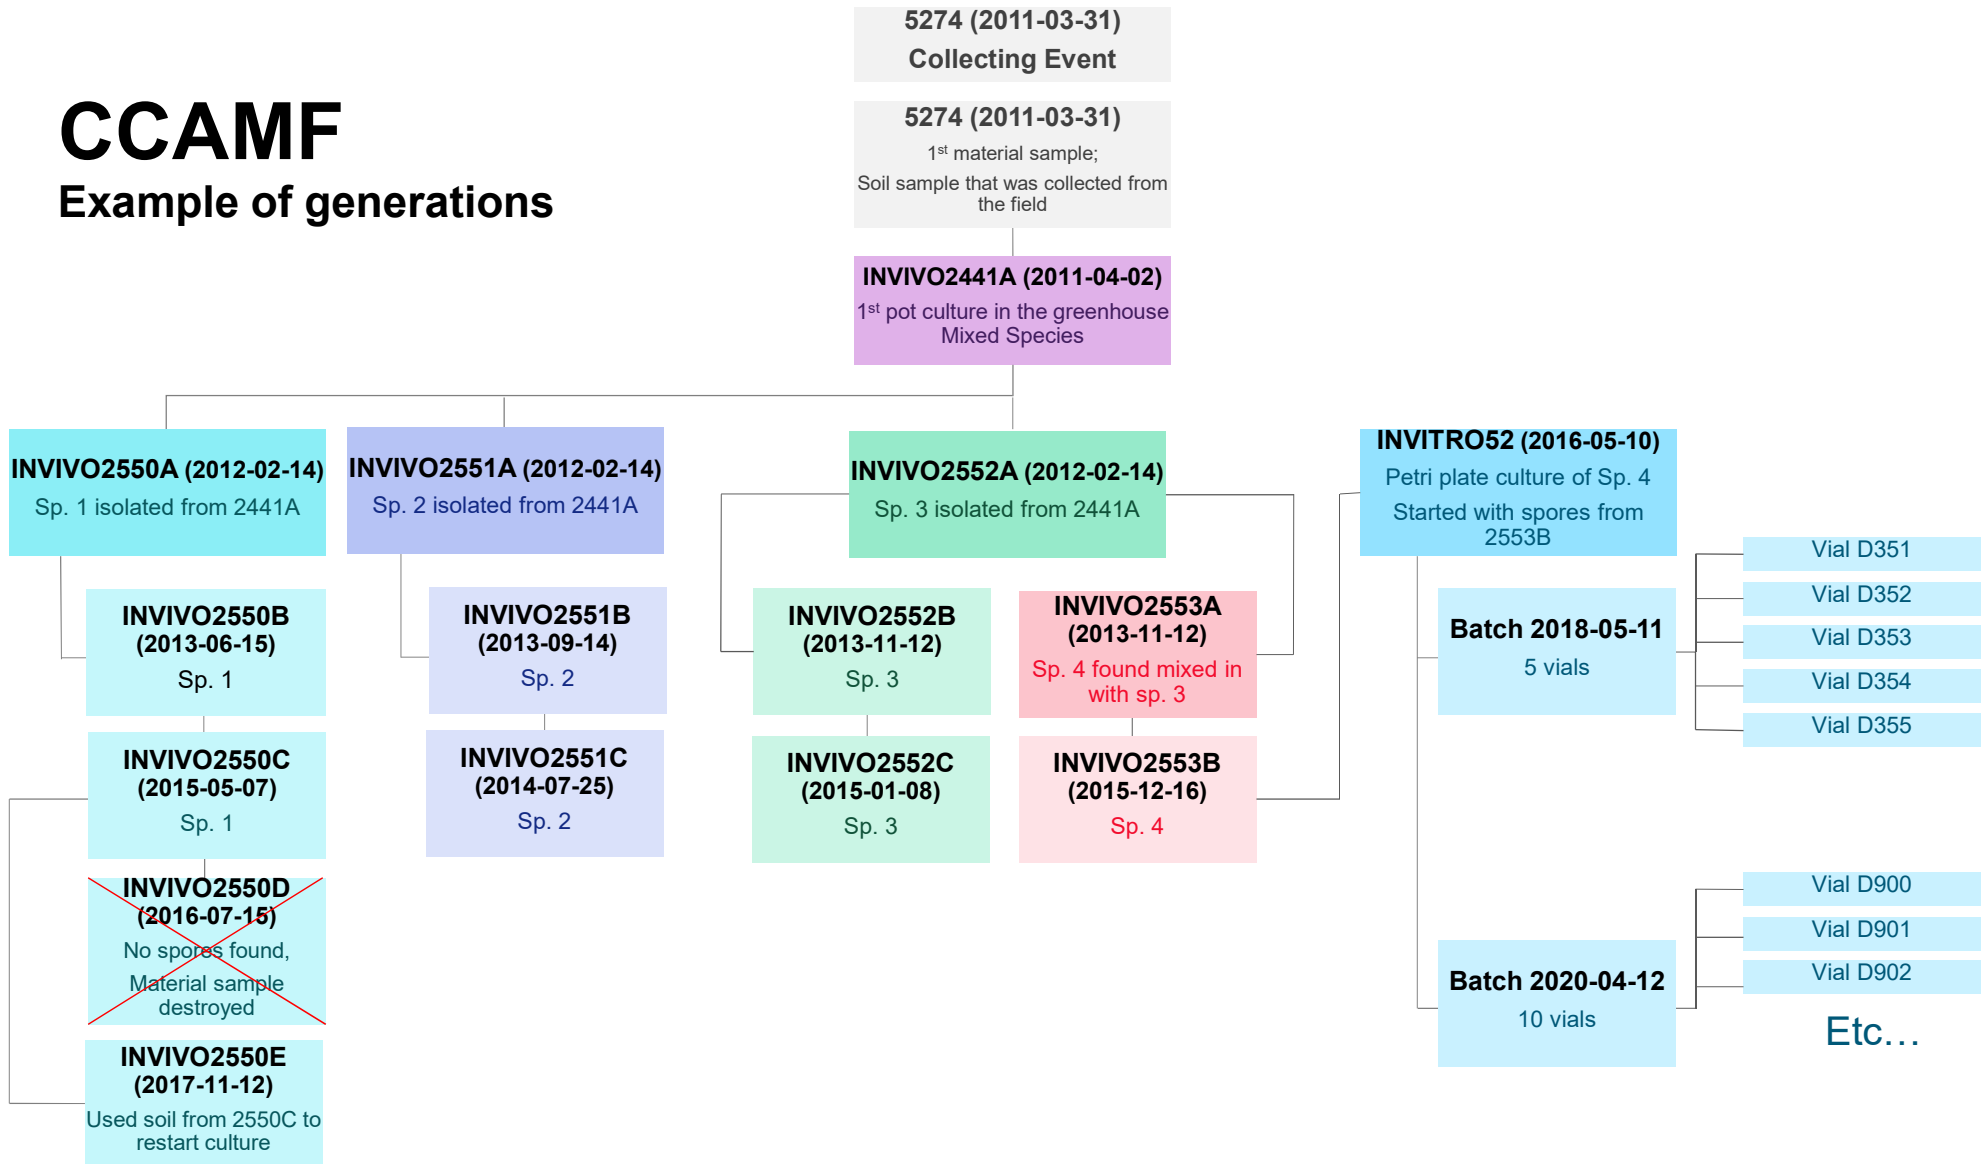 CCAMF
Example of generations
5274 (2011-03-31)
Collecting Event
5274 (2011-03-31)
1st material sample;
Soil sample that was collected from
the field
INVIVO2441A (2011-04-02)
1st pot culture in the greenhouse
Mixed Species
INVIVO2550A (2012-02-14)
Sp. 1 isolated from 2441A
INVIVO2551A (2012-02-14)
Sp. 2 isolated from 2441A
INVIVO2552A (2012-02-14)
Sp. 3 isolated from 2441A
INVITRO52 (2016-05-10)
Petri plate culture of Sp. 4
Started with spores from
2553B
INVIVO2550B
(2013-06-15)
Sp. 1
INVIVO2551B
(2013-09-14)
Sp. 2
INVIVO2552B
(2013-11-12)
Sp. 3
INVIVO2553A
(2013-11-12)
Sp. 4 found mixed in
with sp. 3
Batch 2018-05-11
5 vials
Vial D351
Vial D352
Vial D353
Vial D354
Vial D355
INVIVO2550C
(2015-05-07)
Sp. 1
INVIVO2551C
(2014-07-25)
Sp. 2
INVIVO2552C
(2015-01-08)
Sp. 3
INVIVO2553B
(2015-12-16)
Sp. 4
INVIVO2550D
(2016-07-15)
No spores found,
Material sample
destroyed
INVIVO2550E
(2017-11-12)
Used soil from 2550C to
restart culture
Batch 2020-04-12
10 vials
Vial D900
Vial D901
Vial D902
Etc…